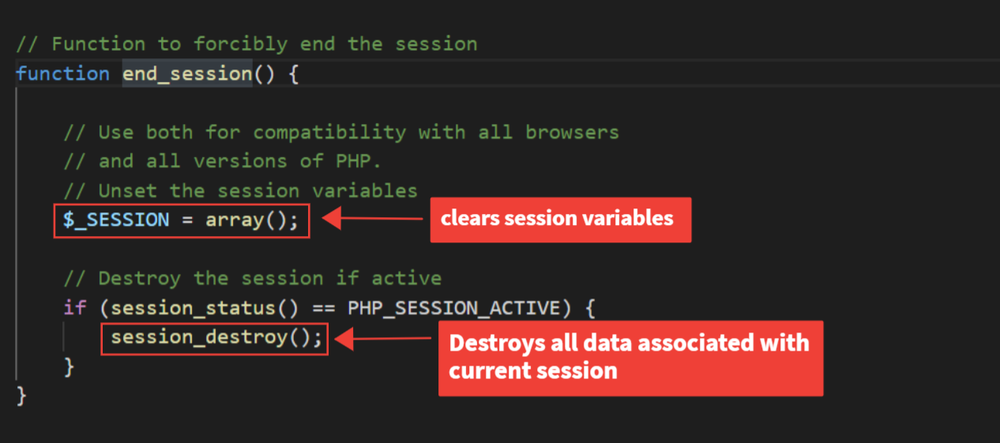 // Function to forcibly end the session
function end_session() {
// Use both for compatibility with all browsers
// and all versions of PHP.
// Unset the session variables
$_SESSION = array();
clears session variables
// Destroy the session if active
if (session_status() == PHP_SESSION_ACTIVE) {
session_destroy();
Destroys all data associated with
current session
}
}